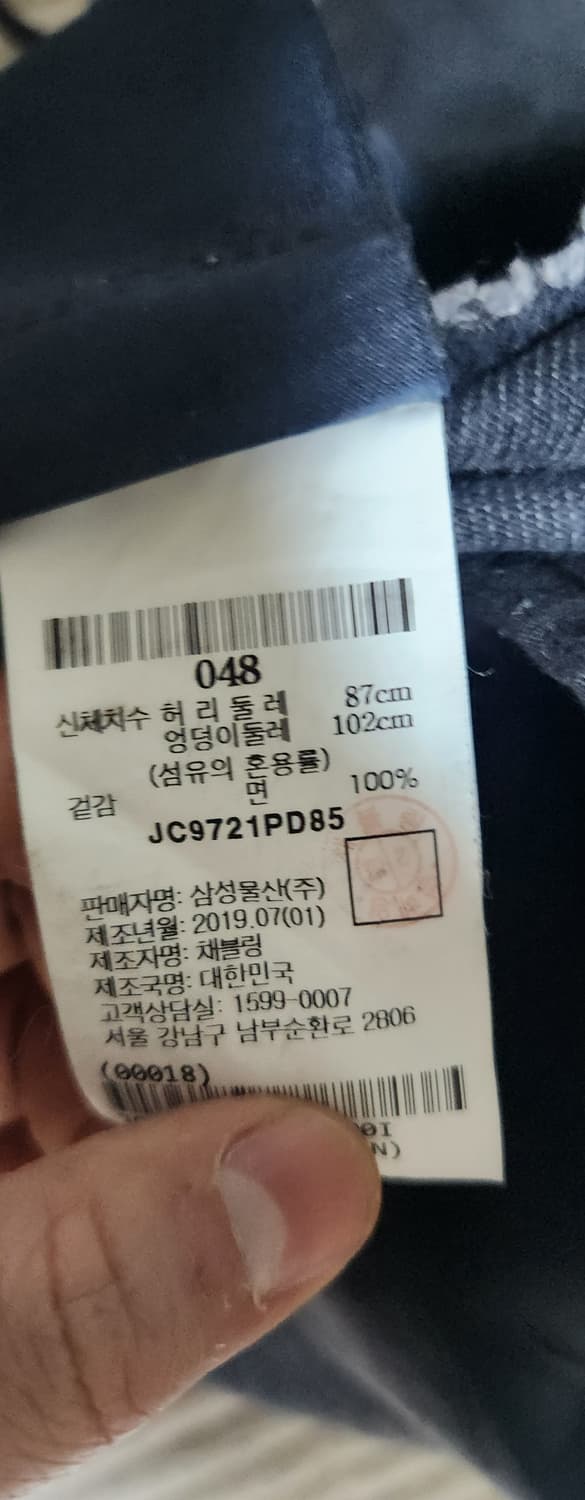 048
신체치수 허 리 둘 레 87cm
엉덩이둘레 102cm
(섬유의 혼용률)
겉감 면 100%
JC9721PD85
판매자명: 삼성물산(주)
제조년월: 2019.07(01)
제조자명: 채블링
제조국명: 대한민국
고객상담실: 1599-0007
서울 강남구 남부순환로 2806
(00018)